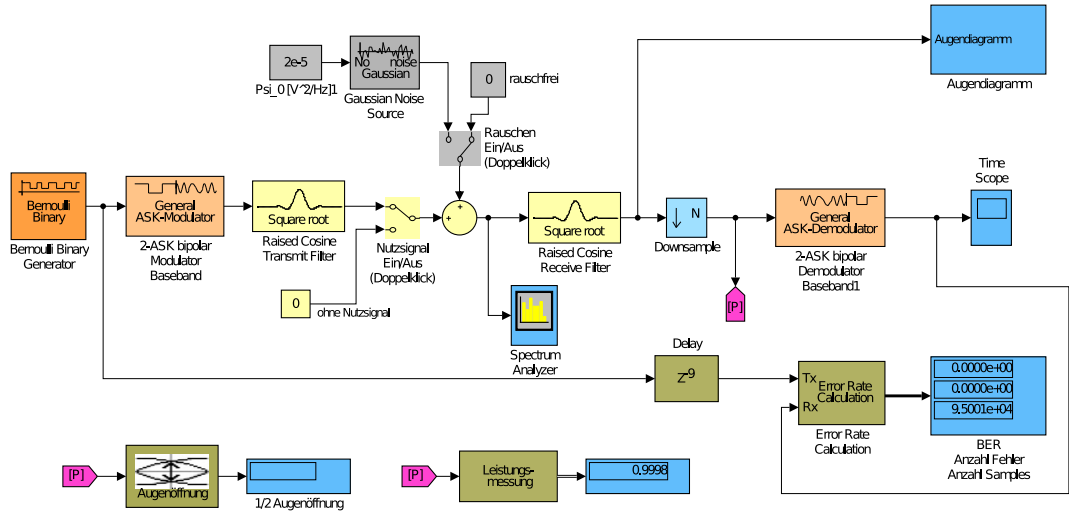 2e-5
Psi_0 [V^2/Hz]1
No noise
Gaussian
Gaussian Noise
Source
0
rauschfrei
Rauschen
Ein/Aus
(Doppelklick)
Augendiagramm
Augendiagramm
Bernoulli
Binary
Bernoulli Binary
Generator
General
ASK-Modulator
2-ASK bipolar
Modulator
Baseband
Square root
Raised Cosine
Transmit Filter
Nutzsignal
Ein/Aus
(Doppelklick)
0
ohne Nutzsignal
+
+
Square root
Raised Cosine
Receive Filter
N
Downsample
[P]
General
ASK-Demodulator
2-ASK bipolar
Demodulator
Baseband1
Time
Scope
Spectrum
Analyzer
Delay
Z-9
Tx
Rx
Error Rate
Calculation
Error Rate
Calculation
0.0000e+00
0.0000e+00
9.5001e+04
BER
Anzahl Fehler
Anzahl Samples
[P]
Augenöffnung
1/2 Augenöffnung
[P]
Leistungs-
messung
0.9998